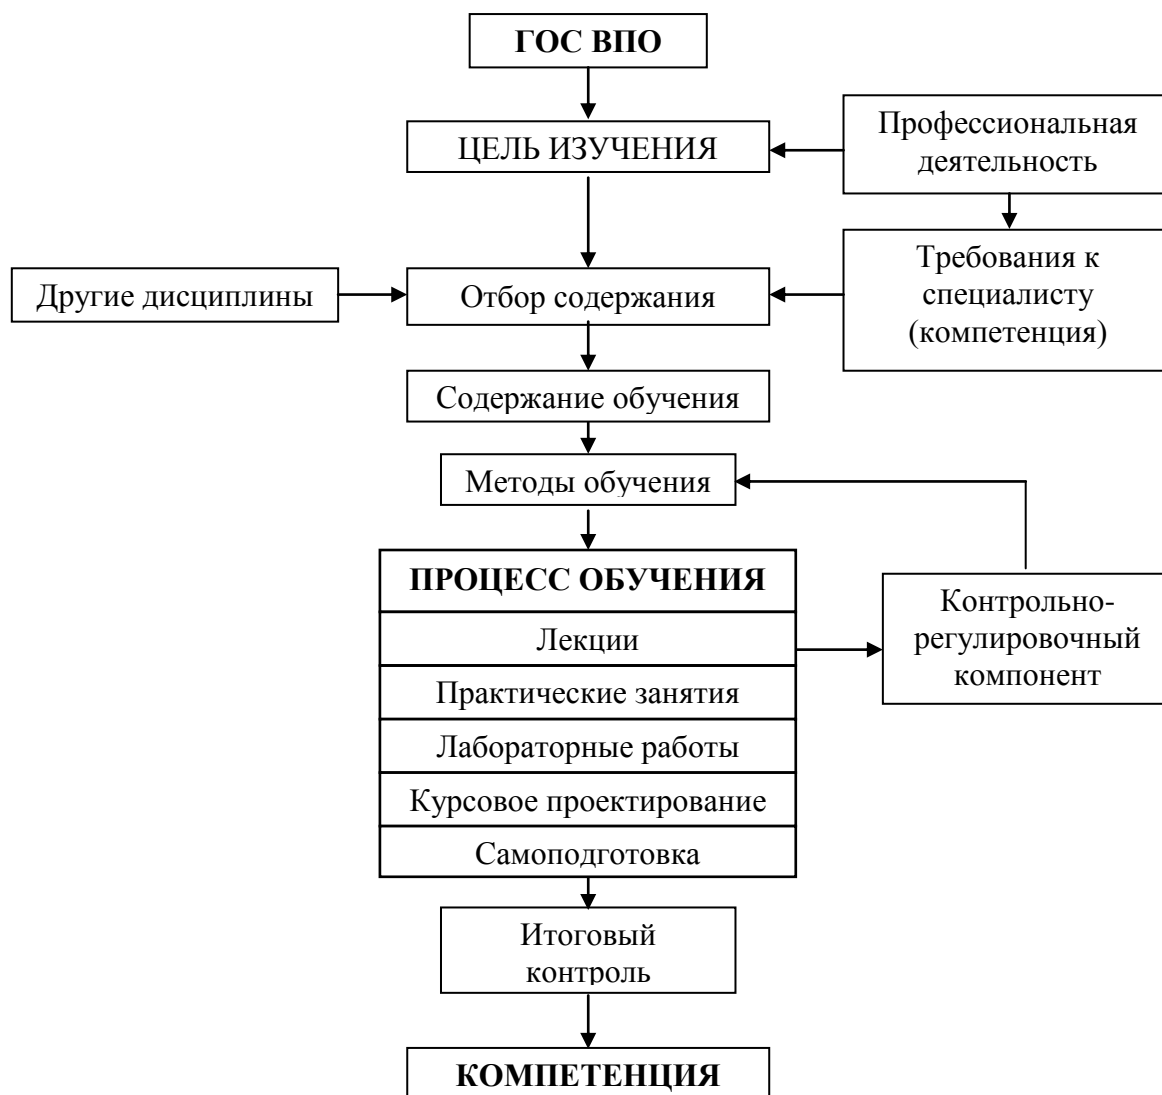 ГОС ВПО
ЦЕЛЬ ИЗУЧЕНИЯ
Профессиональная
деятельность
Другие дисциплины
Отбор содержания
Требования к
специалисту
(компетенция)
Содержание обучения
Методы обучения
ПРОЦЕСС ОБУЧЕНИЯ
Лекции
Практические занятия
Лабораторные работы
Курсовое проектирование
Самоподготовка
Контрольно-
регулировочный
компонент
Итоговый
контроль
КОМПЕТЕНЦИЯ